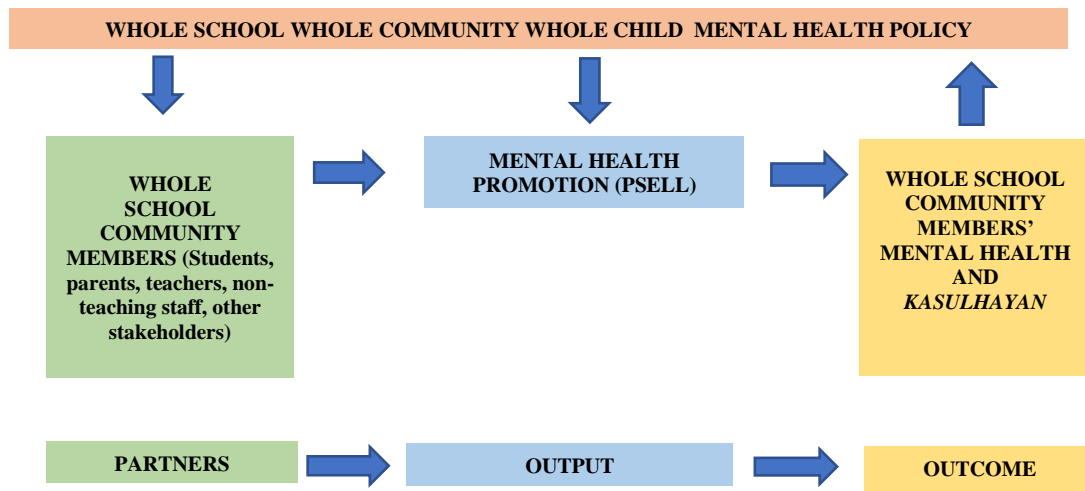 WHOLE SCHOOL WHOLE COMMUNITY WHOLE CHILD MENTAL HEALTH POLICY
WHOLE
SCHOOL
COMMUNITY
MEMBERS (Students,
parents, teachers, non-
teaching staff, other
stakeholders)
MENTAL HEALTH
PROMOTION (PSELL)
WHOLE SCHOOL
COMMUNITY
MEMBERS’
MENTAL HEALTH
AND
KASULHAYAN
PARTNERS
OUTPUT
OUTCOME